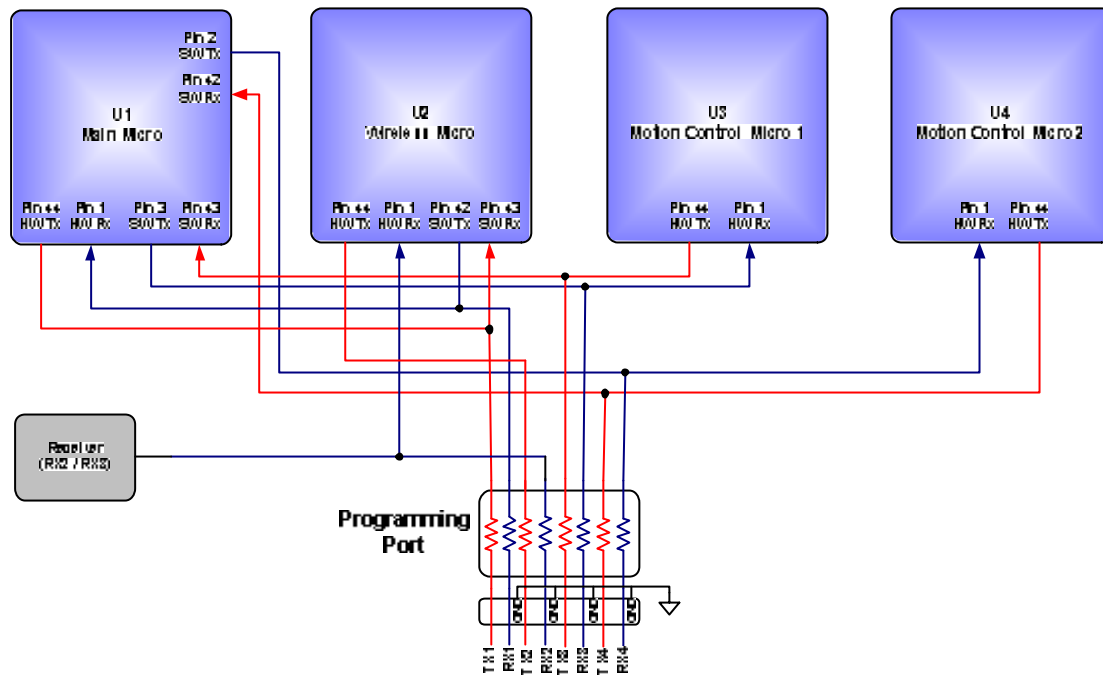 Pin 2
SW Tx
Pin 42
SW Rx
U1
Main Micro
Pin 44
HW Tx
Pin 1
HW Rx
Pin 3
SW Tx
Pin 43
SW Rx
U2
Wireless Micro
Pin 44
HW Tx
Pin 1
HW Rx
Pin 42
SW Tx
Pin 43
SW Rx
U3
Motion Control Micro 1
Pin 44
HW Tx
Pin 1
HW Rx
U4
Motion Control Micro 2
Pin 1
HW Rx
Pin 44
HW Tx
Receiver
(RX2 / RX3)
Programming
Port
GND
GND
GND
GND
TX1
RX1
TX2
RX2
TX3
RX3
TX4
RX4